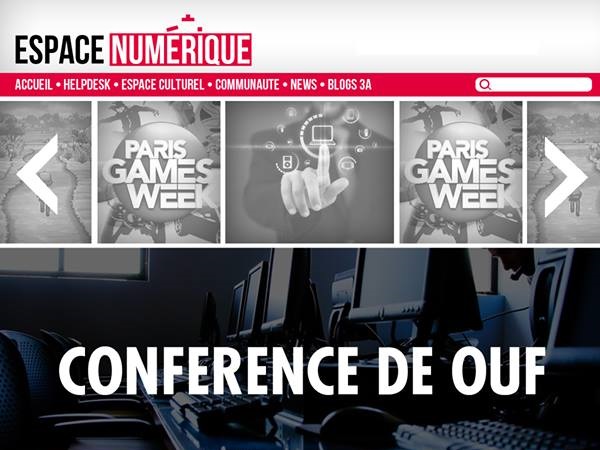 ESPACE NUMÉRIQUE
ACCUEIL • HELPDESK • ESPACE CULTUREL • COMMUNAUTE • NEWS • BLOGS 3A
PARIS GAMES WEEK
PARIS GAMES WEEK
CONFERENCE DE OUF